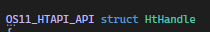 OS11_HTAPI_API struct HtHandle
{